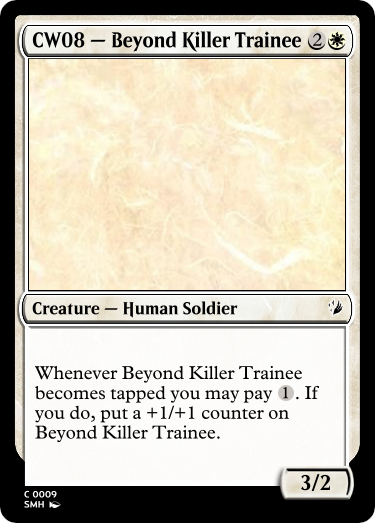 CW08 — Beyond Killer Trainee 2
Creature — Human Soldier
Whenever Beyond Killer Trainee
becomes tapped you may pay 1. If
you do, put a +1/+1 counter on
Beyond Killer Trainee.
3/2
C 0009
SMH